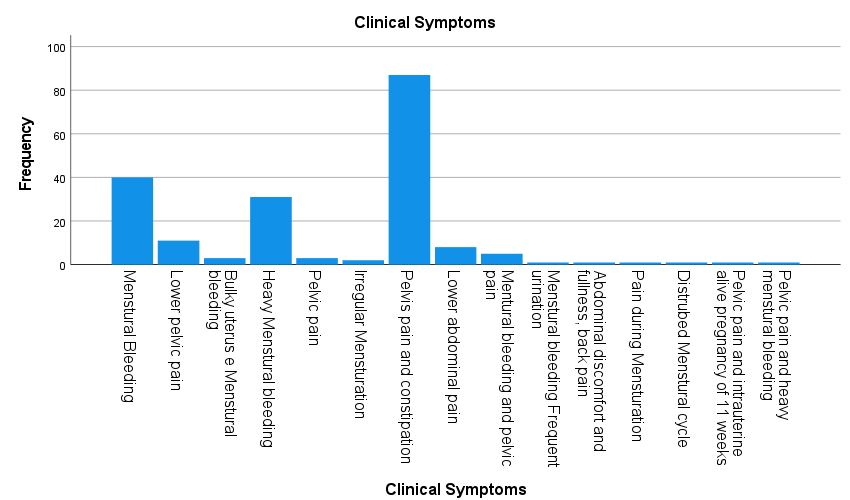 Clinical Symptoms
Frequency
100
80
60
40
20
0
Menstural Bleeding
Lower pelvic pain
Bulky uterus e Menstural
bleeding
Heavy Menstural bleeding
Pelvic pain
Irregular Mensturation
Pelvis pain and constipation
Lower abdominal pain
Mentural bleeding and pelvic
pain
Menstural bleeding Frequent
urination
Abdominal discomfort and
fullness, back pain
Pain during Mensturation
Distrubed Menstural cycle
Pelvic pain and intrauterine
alive pregnancy of 11 weeks
Pelvic pain and heavy
menstural bleeding
Clinical Symptoms